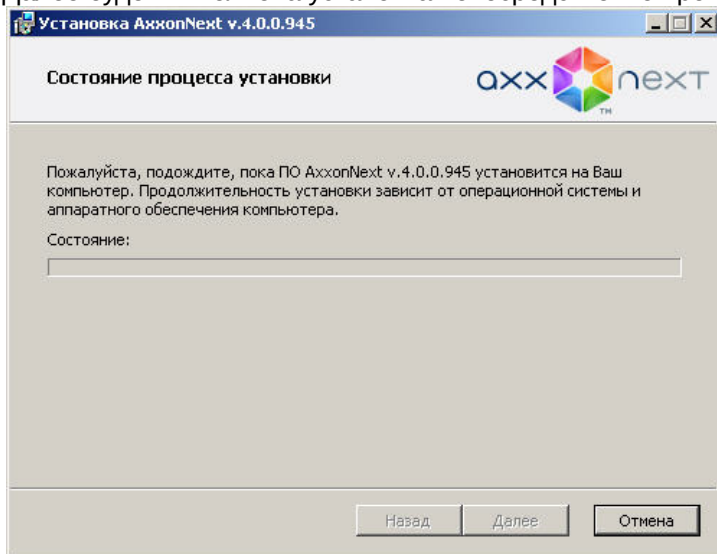 Установка AxxonNext v.4.0.0.945
Состояние процесса установки
axx next
TM
Пожалуйста, подождите, пока ПО AxxonNext v.4.0.0.945 установится на Ваш
компьютер. Продолжительность установки зависит от операционной системы и
аппаратного обеспечения компьютера.
Состояние:
Назад Далее Отмена